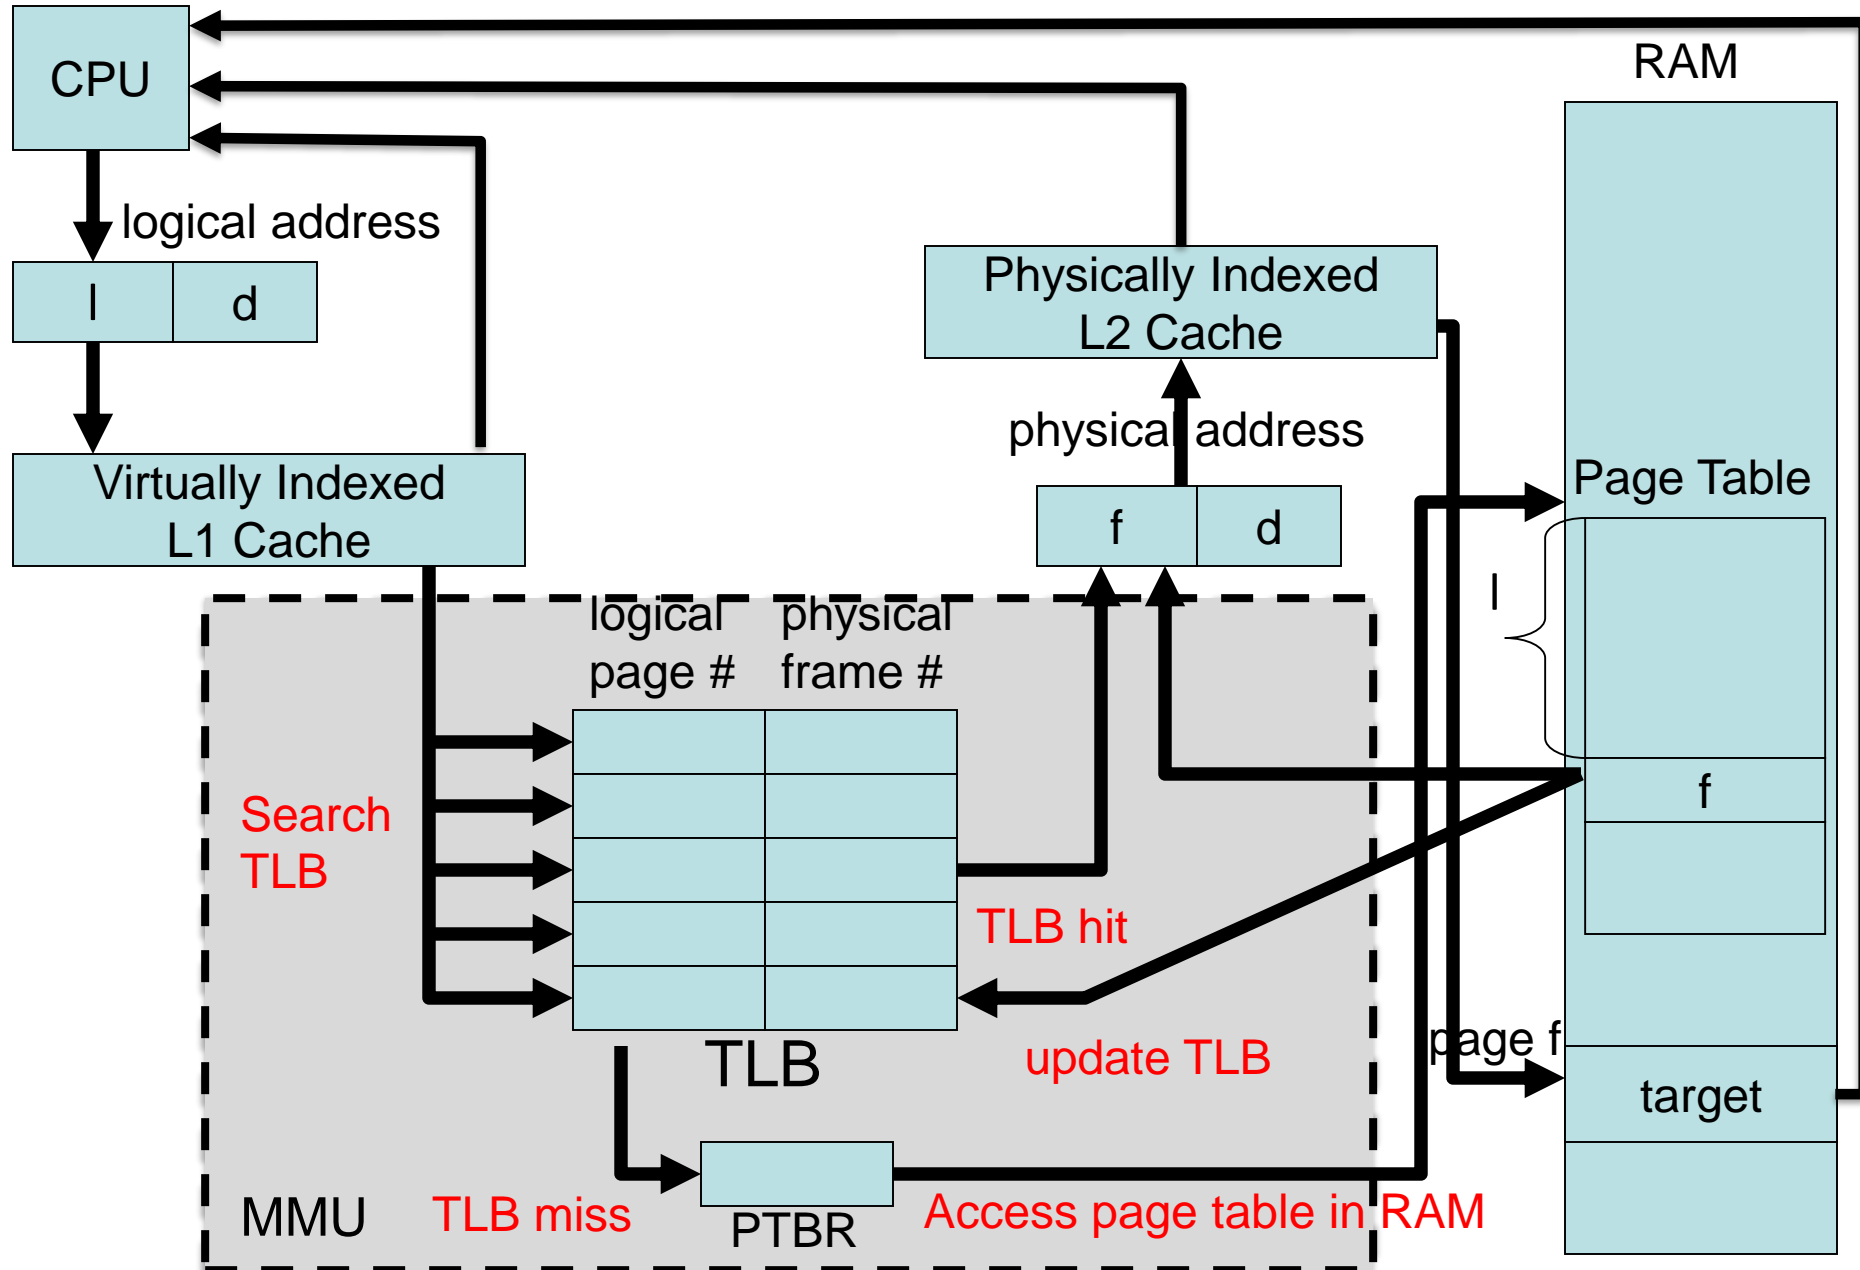 CPU
RAM
logical address
l
d
Physically Indexed
L2 Cache
Virtually Indexed
L1 Cache
physical address
f
d
Page Table
l
f
logical
page #
physical
frame #
Search
TLB
TLB hit
update TLB
TLB
page f
target
MMU
TLB miss
PTBR
Access page table in RAM